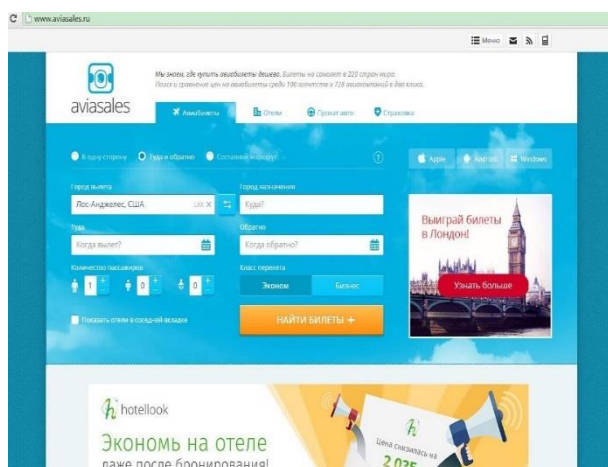 www.aviasales.ru
Меню
Мы знаем, где купить авиабилеты дешево. Билеты на самолет в 220 стран мира.
Поиск и сравнение цен на авиабилеты среди 100 агентств и 728 авиакомпаний в два клика.
aviasales
Авиабилеты Отели Прокат авто Страховка
В одну сторону Туда и обратно Составной маршрут
Apple Android Windows
Город вылета Город назначения
Лос-Анджелес, США LAX Куда?
Туда Обратно
Когда вылет? Когда обратно?
Количество пассажиров Класс перелета
1 0 0 Эконом Бизнес
Показать отели в соседней вкладке
НАЙТИ БИЛЕТЫ
Выиграй билеты
в Лондон!
Узнать больше
hotellook
Экономь на отеле
даже после бронирования!
Цена снизилась на
2 035